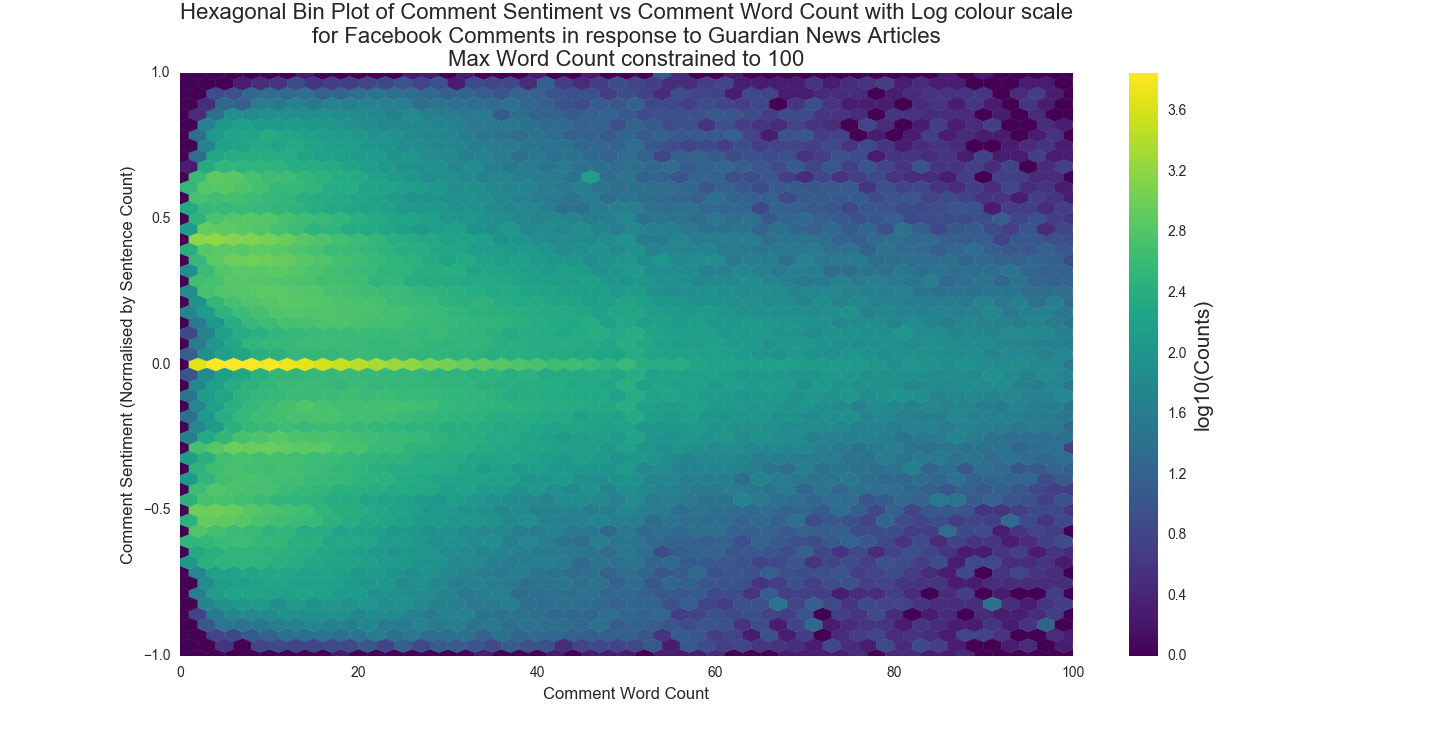 Hexagonal Bin Plot of Comment Sentiment vs Comment Word Count with Log colour scale
for Facebook Comments in response to Guardian News Articles
Max Word Count constrained to 100
Comment Sentiment (Normalised by Sentence Count)
1.0
0.5
0.0
−0.5
−1.0
0 20 40 60 80 100
Comment Word Count
3.6
3.2
2.8
2.4
2.0
1.6
1.2
0.8
0.4
0.0
log10(Counts)